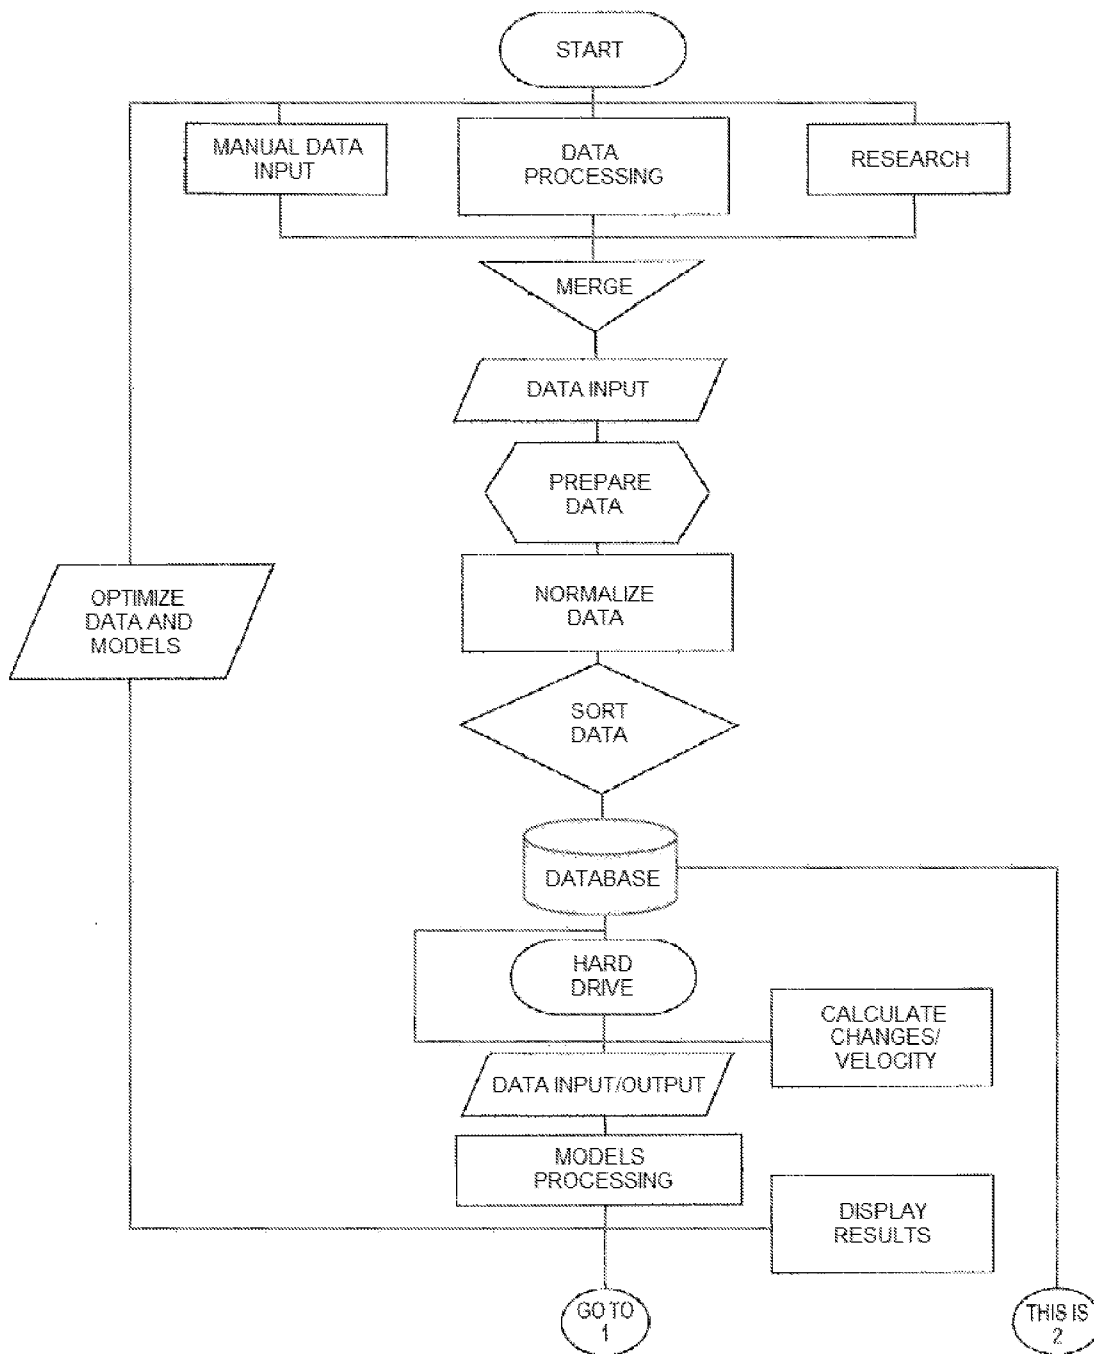 START
MANUAL DATA
INPUT
DATA
PROCESSING
RESEARCH
MERGE
DATA INPUT
PREPARE
DATA
NORMALIZE
DATA
OPTIMIZE
DATA AND
MODELS
SORT
DATA
DATABASE
HARD
DRIVE
CALCULATE
CHANGES/
VELOCITY
DATA INPUT/OUTPUT
MODELS
PROCESSING
DISPLAY
RESULTS
GO TO
1
THIS IS
2